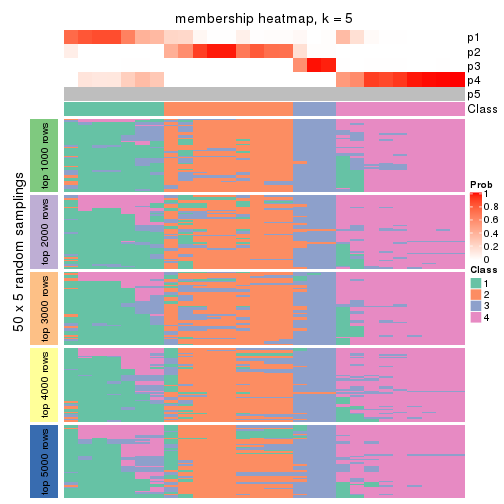 membership heatmap, k = 5
p1
p2
p3
p4
p5
Class
50 x 5 random samplings
top 1000 rows
top 2000 rows
top 3000 rows
top 4000 rows
top 5000 rows
Prob
1
0.8
0.6
0.4
0.2
0
Class
1
2
3
4